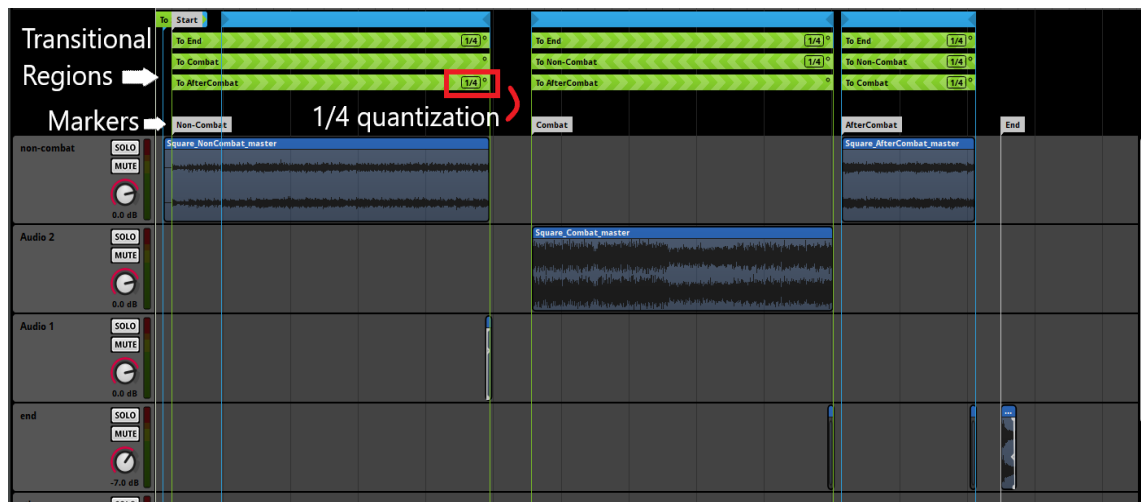 To Start
Transitional
To End 1/4
To End 1/4
To End 1/4
To Combat
To Non-Combat 1/4
To Non-Combat 1/4
Regions
To AfterCombat 1/4
To AfterCombat
To Combat 1/4
1/4 quantization
Markers
Non-Combat
Combat
AfterCombat
End
non-combat
SOLO
MUTE
0.0 dB
Square_NonCombat_master
Square_AfterCombat_master
Audio 2
SOLO
MUTE
0.0 dB
Square_Combat_master
Audio 1
SOLO
MUTE
0.0 dB
end
SOLO
MUTE
-7.0 dB
...